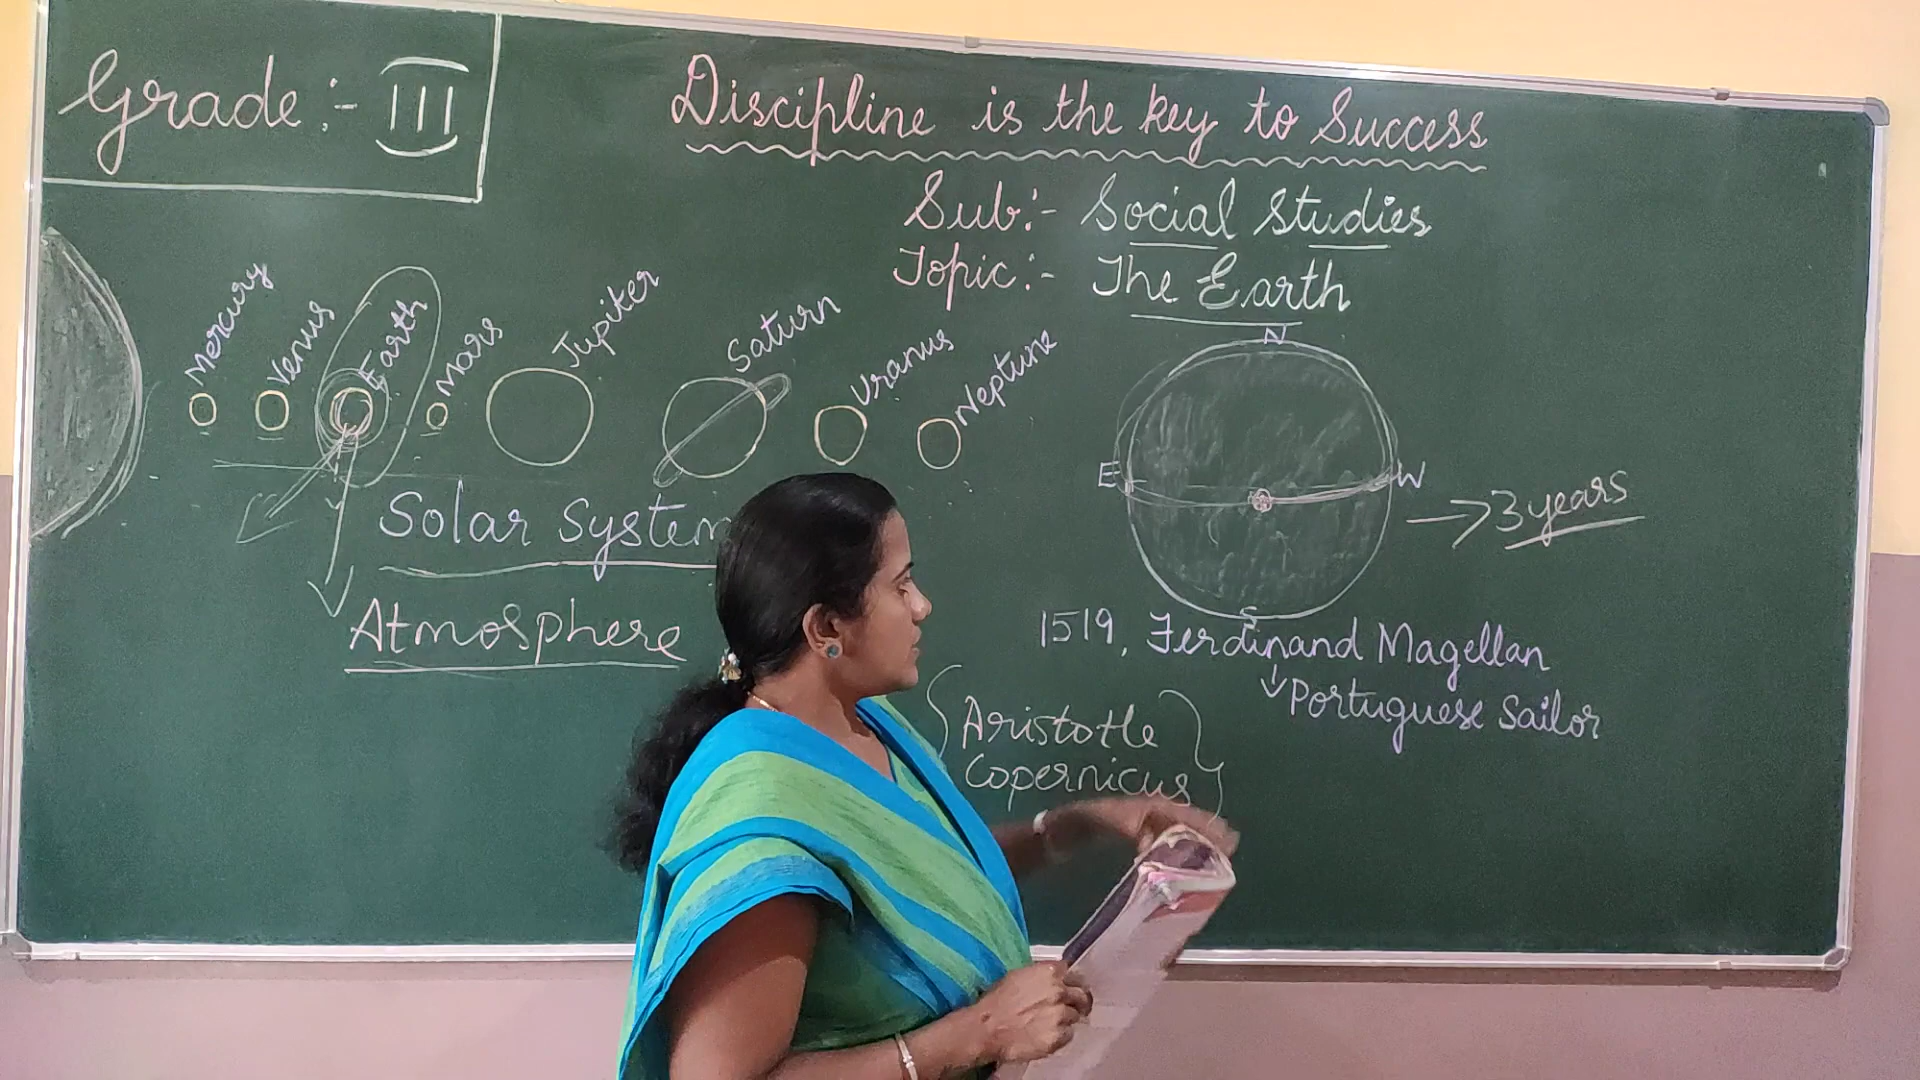 Grade :- III
Discipline is the key to Success
Sub :- Social Studies
Topic :- The Earth
Mercury
Venus
Earth
Mars
Jupiter
Saturn
Uranus
Neptune
N
E
W
S
→ 3 years
Solar System
Atmosphere
1519, Ferdinand Magellan
↓ Portuguese Sailor
Aristotle
Copernicus